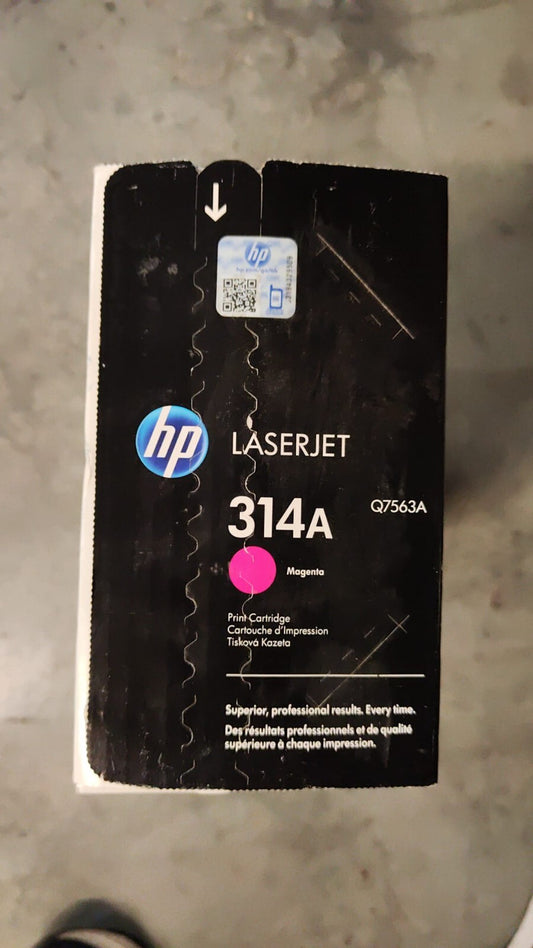 hp
hp
LASERJET
314A
Q7563A
Magenta
Print Cartridge
Cartouche d'Impression
Tisková Kazeta
Superior, professional results. Every time.
Des résultats professionnels et de qualité
supérieure à chaque impression.